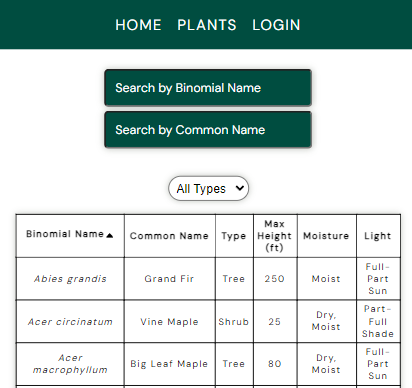 HOME PLANTS LOGIN
Search by Binomial Name
Search by Common Name
All Types
Binomial Name▲ Common Name Type Max Height (ft) Moisture Light
Abies grandis Grand Fir Tree 250 Moist Full-Part Sun
Acer circinatum Vine Maple Shrub 25 Dry, Moist Part-Full Shade
Acer macrophyllum Big Leaf Maple Tree 80 Dry, Moist Full-Part Sun